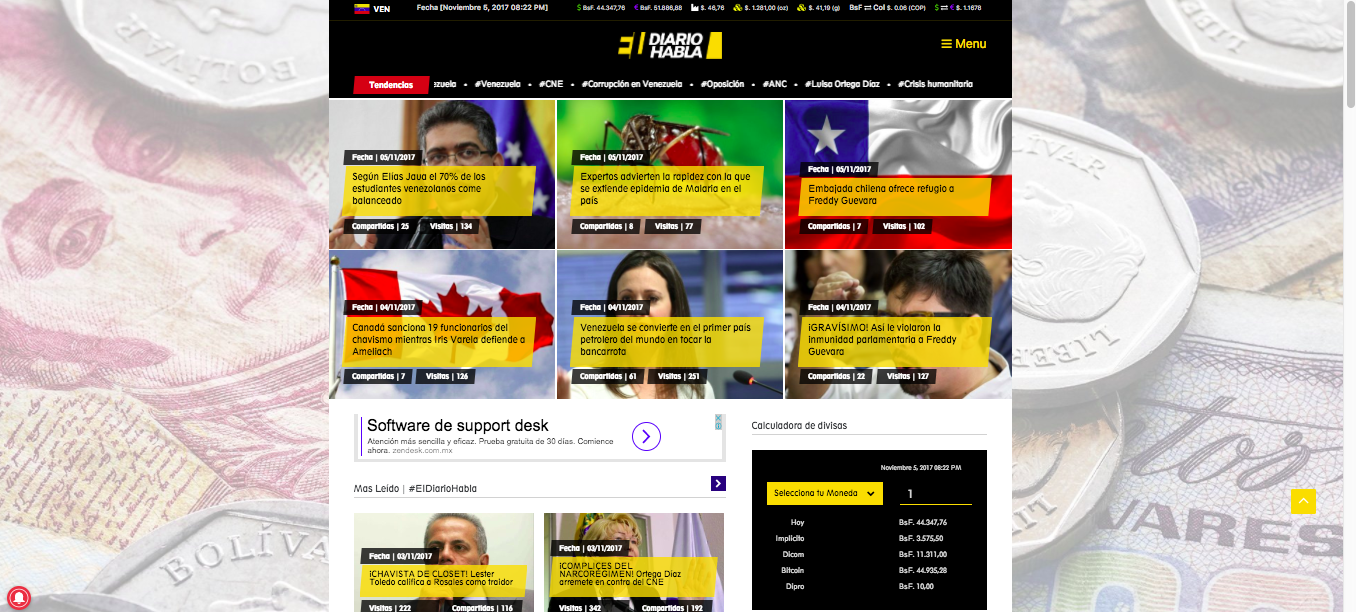 VEN
Fecha [Noviembre 5, 2017 08:22 PM]
$ BsF. 44.347,76
€ BsF. 51.886,88
$. 46,76
$. 1.261,00 (oz)
$. 41,19 (g)
BsF ⇄ Col $. 0.06 (COP)
$ ⇄ € $. 1.1678
El DIARIO
HABLA
Menu
Tendencias
zuela • #Venezuela • #CNE • #Corrupción en Venezuela • #Oposición • #ANC • #Luisa Ortega Díaz • #Crisis humanitaria
Fecha | 05/11/2017
Según Elías Jaua el 70% de los
estudiantes venezolanos come
balanceado
Compartidas | 25 Visitas | 134
Fecha | 05/11/2017
Expertos advierten la rapidez con la que
se extiende epidemia de Malaria en el
país
Compartidas | 8 Visitas | 77
Fecha | 05/11/2017
Embajada chilena ofrece refugio a
Freddy Guevara
Compartidas | 7 Visitas | 102
Fecha | 04/11/2017
Canadá sanciona 19 funcionarios del
chavismo mientras Iris Varela defiende a
Ameliach
Compartidas | 7 Visitas | 126
Fecha | 04/11/2017
Venezuela se convierte en el primer país
petrolero del mundo en tocar la
bancarrota
Compartidas | 61 Visitas | 251
Fecha | 04/11/2017
¡GRAVÍSIMO! Así le violaron la
inmunidad parlamentaria a Freddy
Guevara
Compartidas | 22 Visitas | 127
Software de support desk
Atención más sencilla y eficaz. Prueba gratuita de 30 días. Comience
ahora. zendesk.com.mx
Mas Leído | #ElDiarioHabla
Fecha | 03/11/2017
¡CHAVISTA DE CLOSET! Lester
Toledo califica a Rosales como traidor
Visitas | 222 Compartidas | 116
Fecha | 03/11/2017
¡COMPLICES DEL
NARCORÉGIMEN! Ortega Díaz
arremete en contra del CNE
Visitas | 342 Compartidas | 192
Calculadora de divisas
Noviembre 5, 2017 08:22 PM
Selecciona tu Moneda
1
Hoy BsF. 44.347,76
Implícito BsF. 3.575,50
Dicom BsF. 11.311,00
Bitcoin BsF. 44.935,28
Dipro BsF. 10,00
BOLÍVA
LIBER
VARES